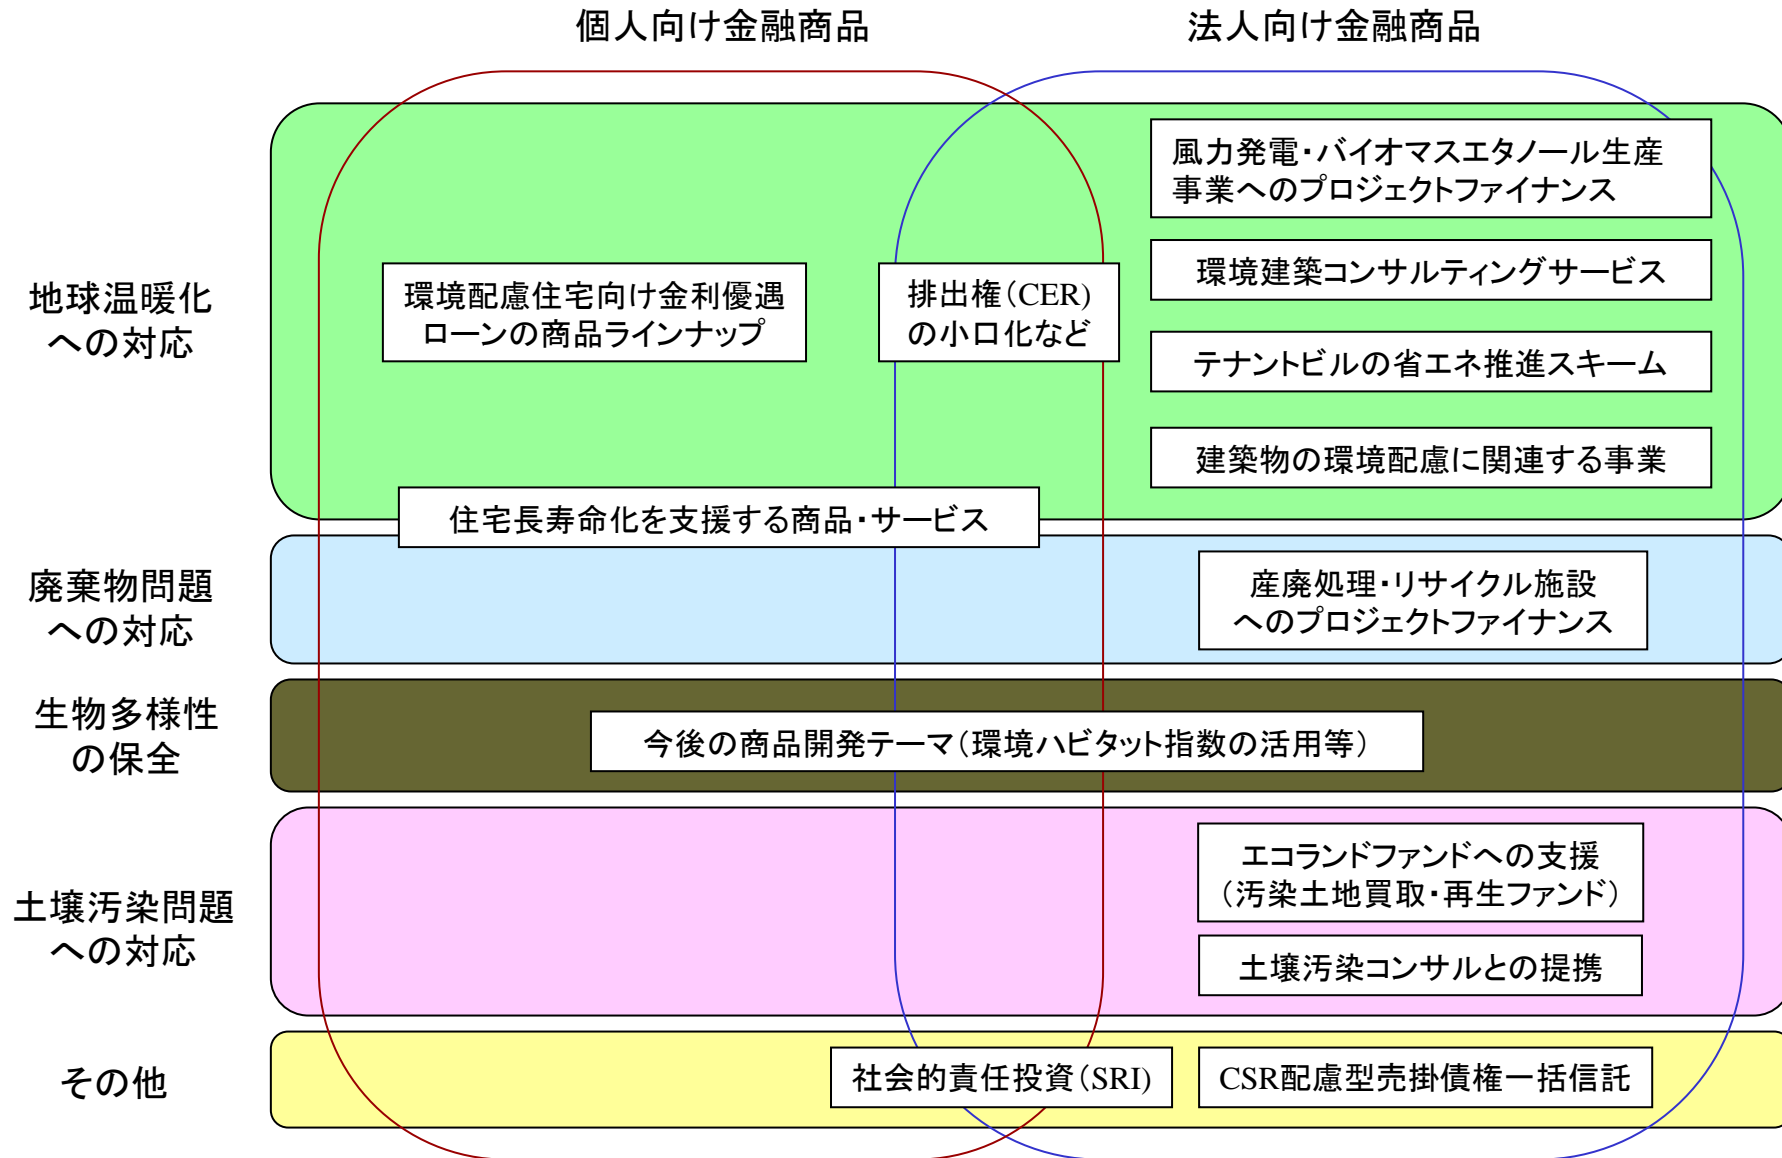 個人向け金融商品
法人向け金融商品
地球温暖化
への対応
風力発電・バイオマスエタノール生産
事業へのプロジェクトファイナンス
環境建築コンサルティングサービス
環境配慮住宅向け金利優遇
ローンの商品ラインナップ
排出権（CER）
の小口化など
テナントビルの省エネ推進スキーム
建築物の環境配慮に関連する事業
住宅長寿命化を支援する商品・サービス
廃棄物問題
への対応
産廃処理・リサイクル施設
へのプロジェクトファイナンス
生物多様性
の保全
今後の商品開発テーマ（環境ハビタット指数の活用等）
土壌汚染問題
への対応
エコランドファンドへの支援
（汚染土地買取・再生ファンド）
土壌汚染コンサルとの提携
その他
社会的責任投資（SRI）
CSR配慮型売掛債権一括信託